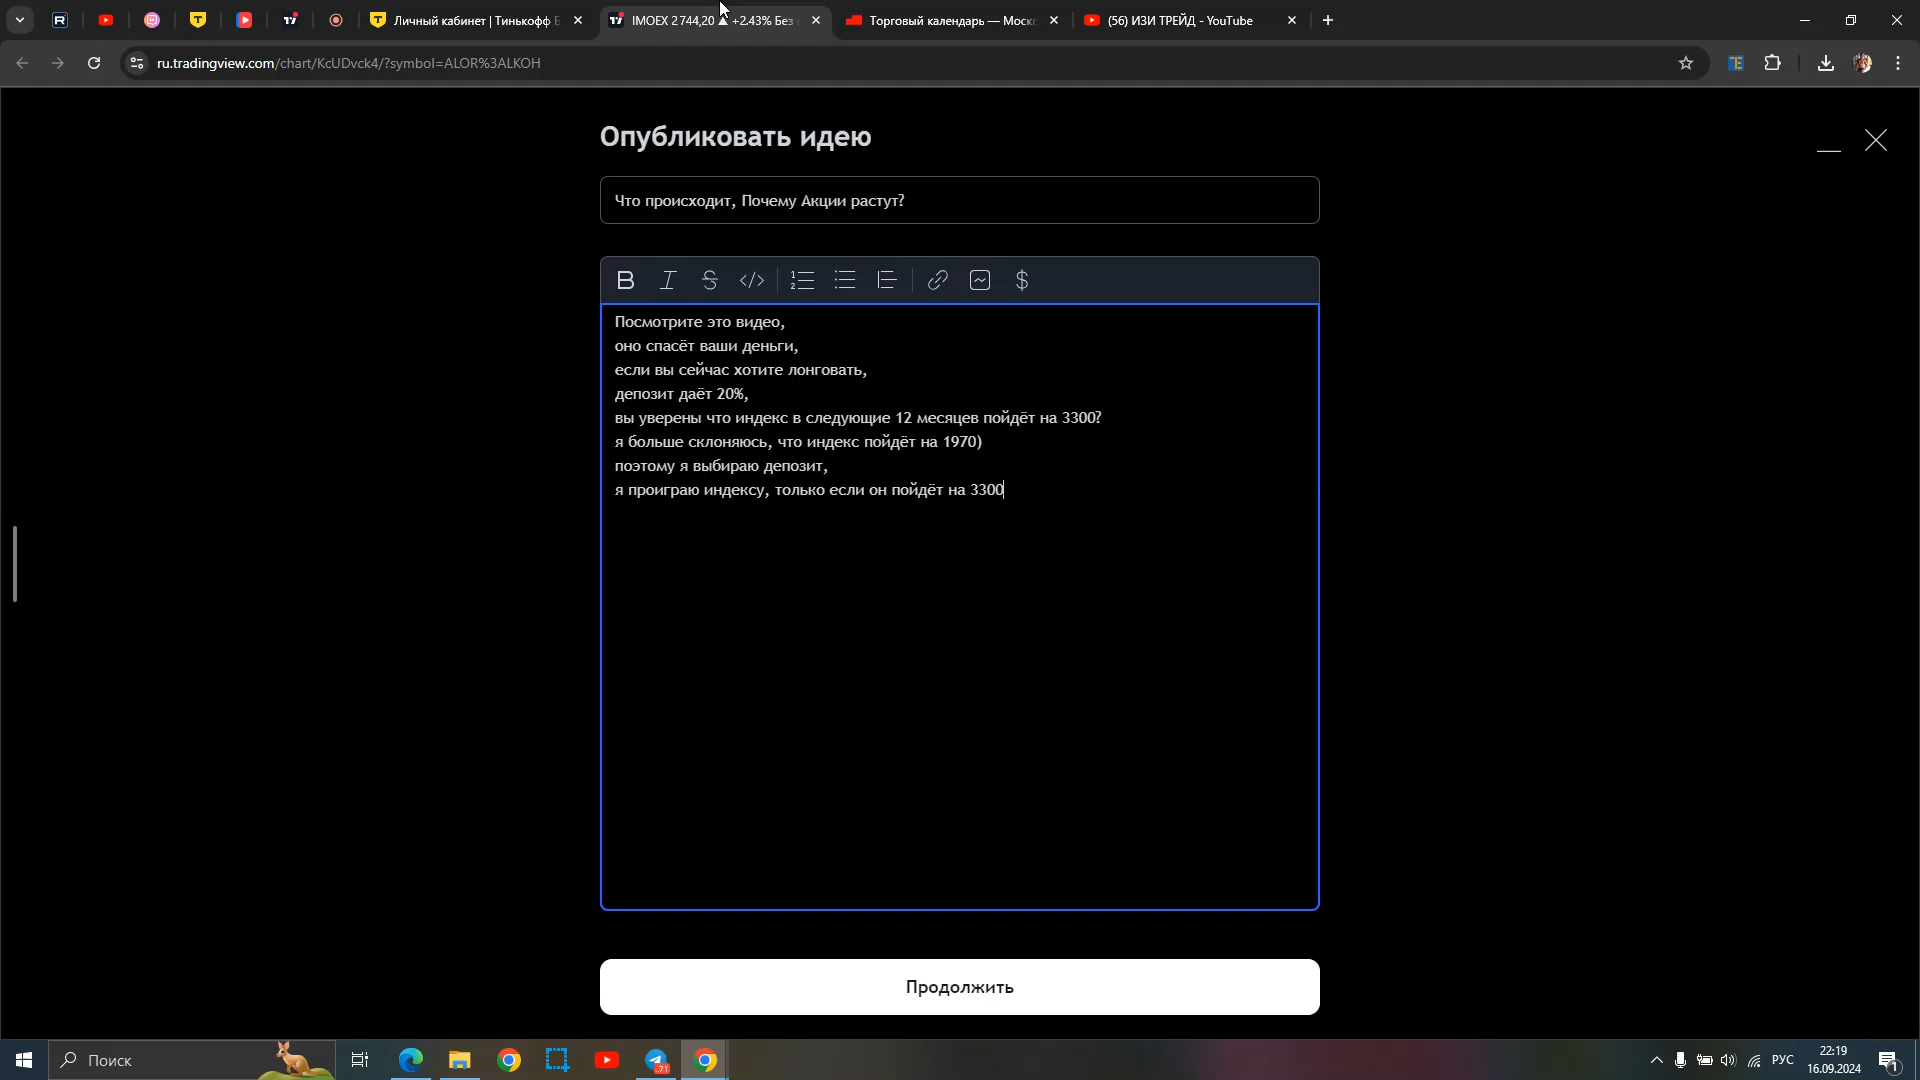 Личный кабинет | Тинькофф
IMOEX 2 744,20 ▲ +2.43% Без
Торговый календарь — Моск
(56) ИЗИ ТРЕЙД - YouTube
ru.tradingview.com/chart/KcUDvck4/?symbol=ALOR%3ALKOH
Опубликовать идею
Что происходит, Почему Акции растут?
Посмотрите это видео,
оно спасёт ваши деньги,
если вы сейчас хотите лонговать,
депозит даёт 20%,
вы уверены что индекс в следующие 12 месяцев пойдёт на 3300?
я больше склоняюсь, что индекс пойдёт на 1970)
поэтому я выбираю депозит,
я проиграю индексу, только если он пойдёт на 3300
Продолжить
Поиск
71
РУС
22:19
16.09.2024
1